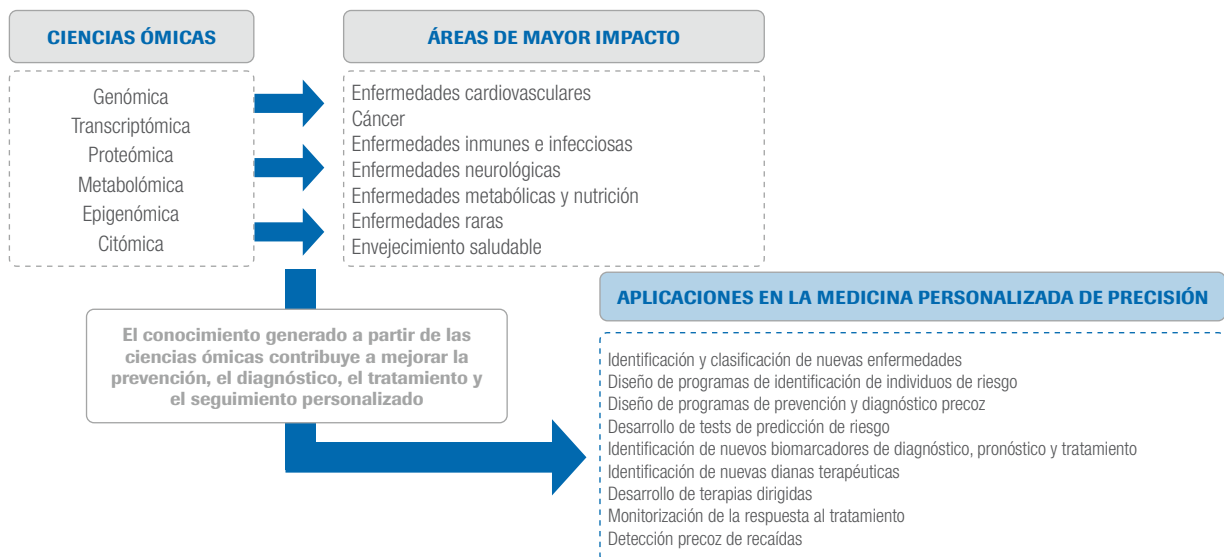 CIENCIAS ÓMICAS
Genómica
Transcriptómica
Proteómica
Metabolómica
Epigenómica
Citómica
ÁREAS DE MAYOR IMPACTO
Enfermedades cardiovasculares
Cáncer
Enfermedades inmunes e infecciosas
Enfermedades neurológicas
Enfermedades metabólicas y nutrición
Enfermedades raras
Envejecimiento saludable
El conocimiento generado a partir de las
ciencias ómicas contribuye a mejorar la
prevención, el diagnóstico, el tratamiento y
el seguimiento personalizado
APLICACIONES EN LA MEDICINA PERSONALIZADA DE PRECISIÓN
Identificación y clasificación de nuevas enfermedades
Diseño de programas de identificación de individuos de riesgo
Diseño de programas de prevención y diagnóstico precoz
Desarrollo de tests de predicción de riesgo
Identificación de nuevos biomarcadores de diagnóstico, pronóstico y tratamiento
Identificación de nuevas dianas terapéuticas
Desarrollo de terapias dirigidas
Monitorización de la respuesta al tratamiento
Detección precoz de recaídas